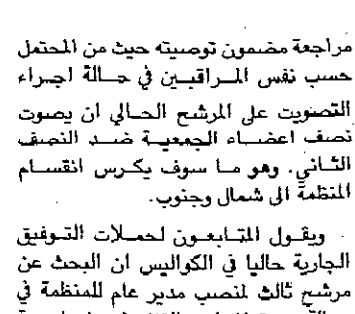 مراجعة مضمون توصيته حيث من المحتمل
حسب نفس المراقبين في حالة اجراء
التصويت على المرشح الحالي ان يصوت
نصف اعضاء الجمعية ضد النصف
الثاني. وهو ما سوف يكرس انقسام
المنظمة الى شمال وجنوب.
ويقول المتابعون لحملات التوفيق
الجارية حاليا في الكواليس ان البحث عن
مرشح ثالث لمنصب مدير عام للمنظمة في